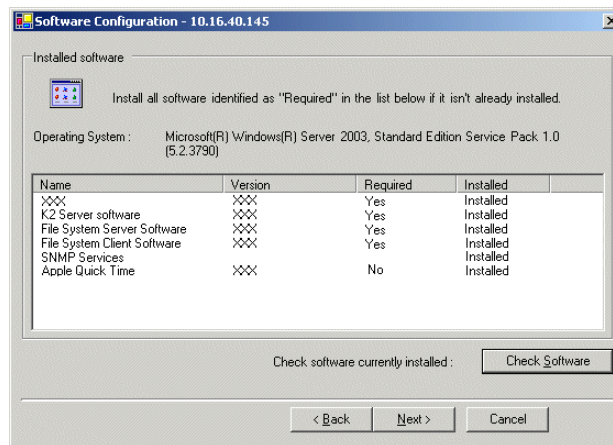 Software Configuration - 10.16.40.145
Installed software
Install all software identified as "Required" in the list below if it isn't already installed.
Operating System : Microsoft(R) Windows(R) Server 2003, Standard Edition Service Pack 1.0
(5.2.3790)
Name Version Required Installed
XXX XXX Yes Installed
K2 Server software XXX Yes Installed
File System Server Software XXX Yes Installed
File System Client Software XXX Yes Installed
SNMP Services Installed
Apple Quick Time XXX No Installed
Check software currently installed : Check Software
< Back Next > Cancel